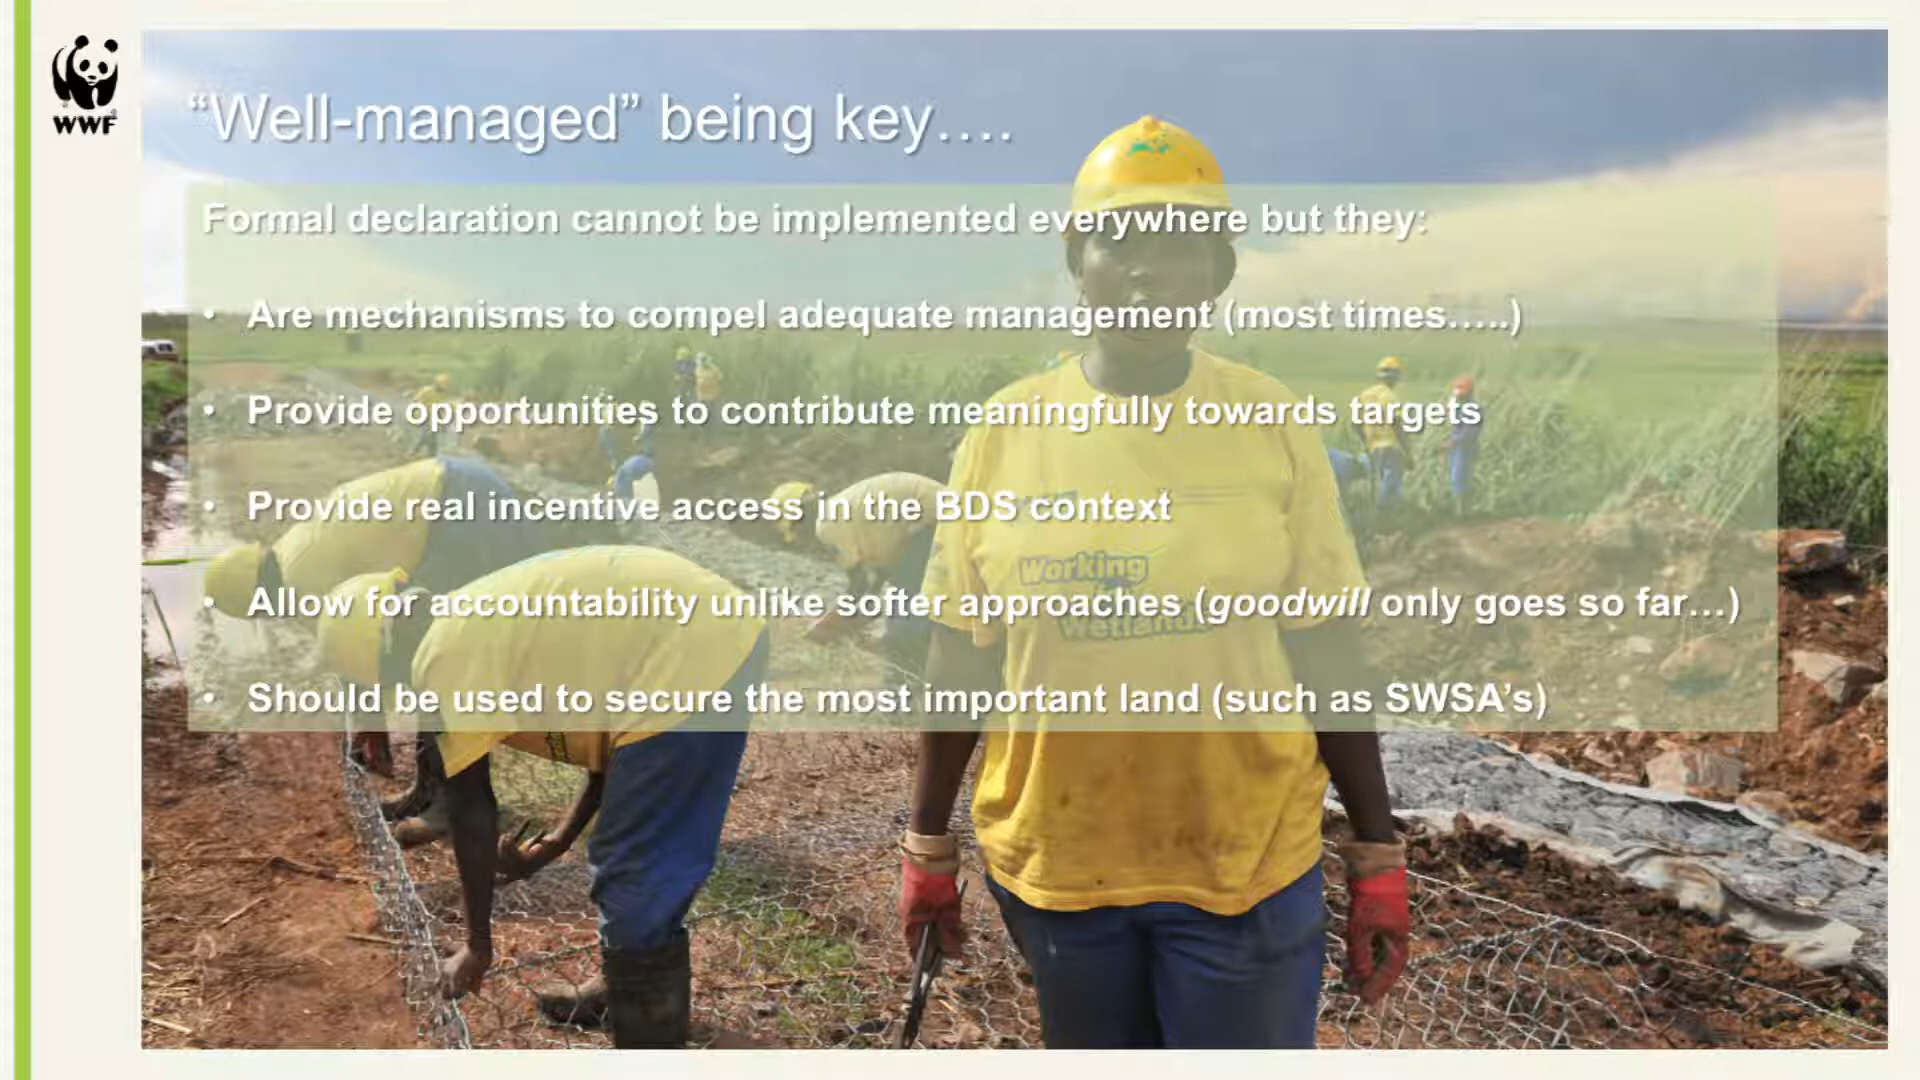 WWF
“Well-managed” being key….
Formal declaration cannot be implemented everywhere but they:
• Are mechanisms to compel adequate management (most times…..)
• Provide opportunities to contribute meaningfully towards targets
• Provide real incentive access in the BDS context
Working
• Allow for accountability unlike softer approaches (goodwill only goes so far…)
Wetlands
• Should be used to secure the most important land (such as SWSA’s)